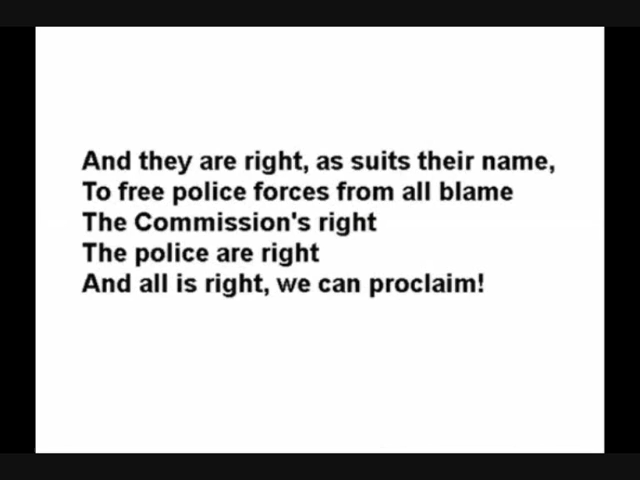 And they are right, as suits their name,
To free police forces from all blame
The Commission's right
The police are right
And all is right, we can proclaim!